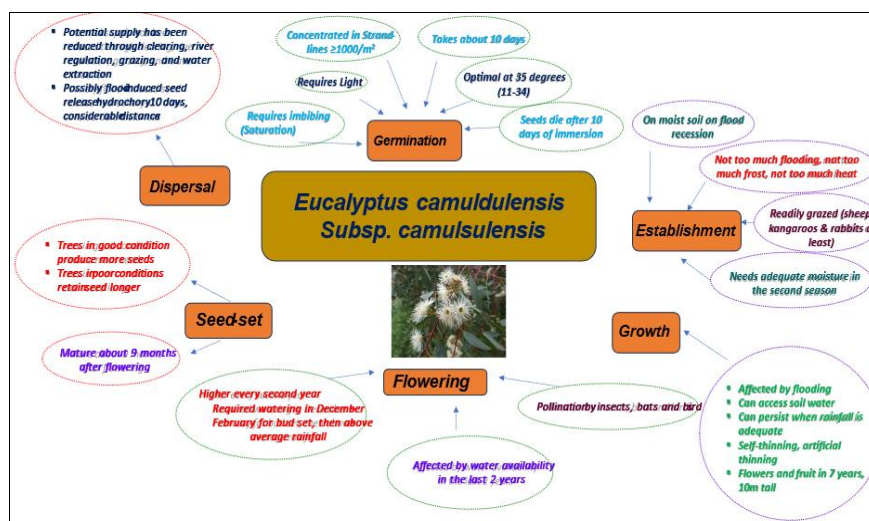 Potential supply has been
reduced through clearing, river
regulation, grazing, and water
extraction
Possibly flood-induced seed
release hydrochory10 days,
considerable distance
Dispersal
Concentrated in Strand-
lines ≥1000/m²
Takes about 10 days
Requires Light
Optimal at 35 degrees
(11-34)
Requires imbibing
(Saturation)
Seeds die after 10
days of immersion
Germination
On moist soil on flood
recession
Not too much flooding, not too
much frost, not too much heat
Readily grazed (sheep
kangaroos & rabbits
least)
Establishment
Needs adequate moisture in
the second season
Eucalyptus camuldulensis
Subsp. camulsulensis
Trees in good condition
produce more seeds
Trees in poor conditions
retain seed longer
Seed-set
Mature about 9 months
after flowering
Flowering
Higher every second year
Required watering in December
February for bud set, then above
average rainfall
Affected by water availability
in the last 2 years
Pollination by insects, bats and bird
Growth
Affected by flooding
Can access soil water
Can persist when rainfall is
adequate
Self-thinning, artificial
thinning
Flowers and fruit in 7 years,
10m tall